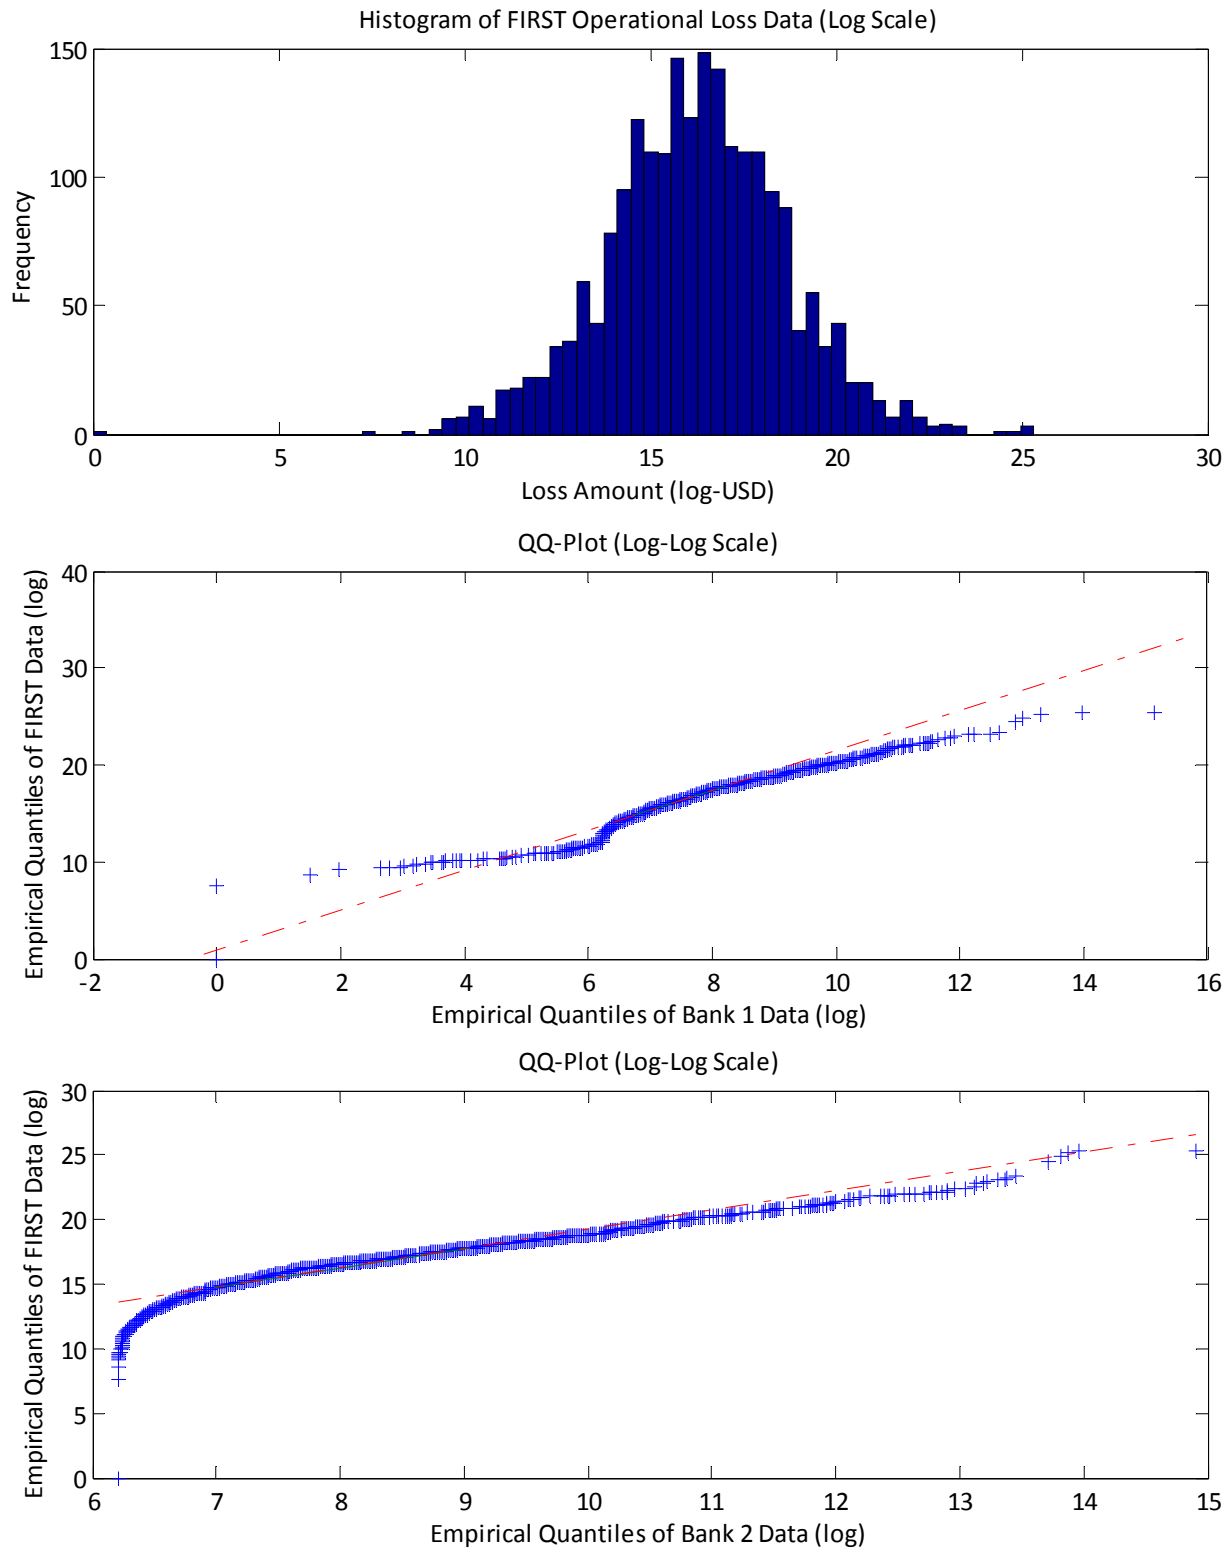 Histogram of FIRST Operational Loss Data (Log Scale)
150
100
50
0
Frequency
0 5 10 15 20 25 30
Loss Amount (log-USD)
QQ-Plot (Log-Log Scale)
40
30
20
10
0
Empirical Quantiles of FIRST Data (log)
-2 0 2 4 6 8 10 12 14 16
Empirical Quantiles of Bank 1 Data (log)
QQ-Plot (Log-Log Scale)
30
25
20
15
10
5
0
Empirical Quantiles of FIRST Data (log)
6 7 8 9 10 11 12 13 14 15
Empirical Quantiles of Bank 2 Data (log)